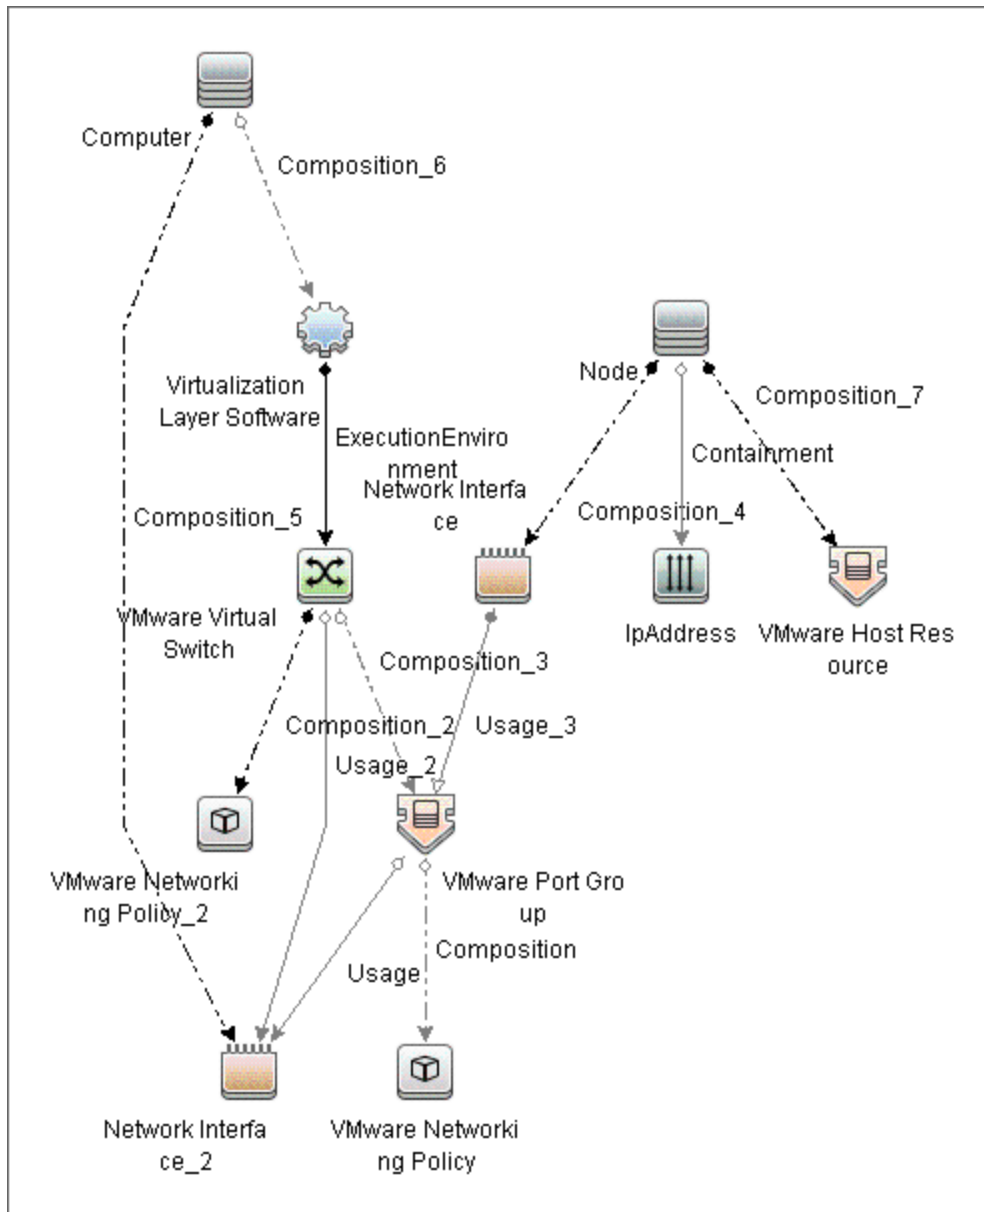 Computer
Composition_6
Node
Composition_7
Virtualization
Layer Software
ExecutionEnviro
nment
Containment
Network Interfa
ce
Composition_5
Composition_4
VMware Virtual
Switch
IpAddress
VMware Host Res
ource
Composition_3
Composition_2
Usage_3
Usage_2
VMware Networki
ng Policy_2
VMware Port Gro
up
Composition
Usage
Network Interfa
ce_2
VMware Networki
ng Policy